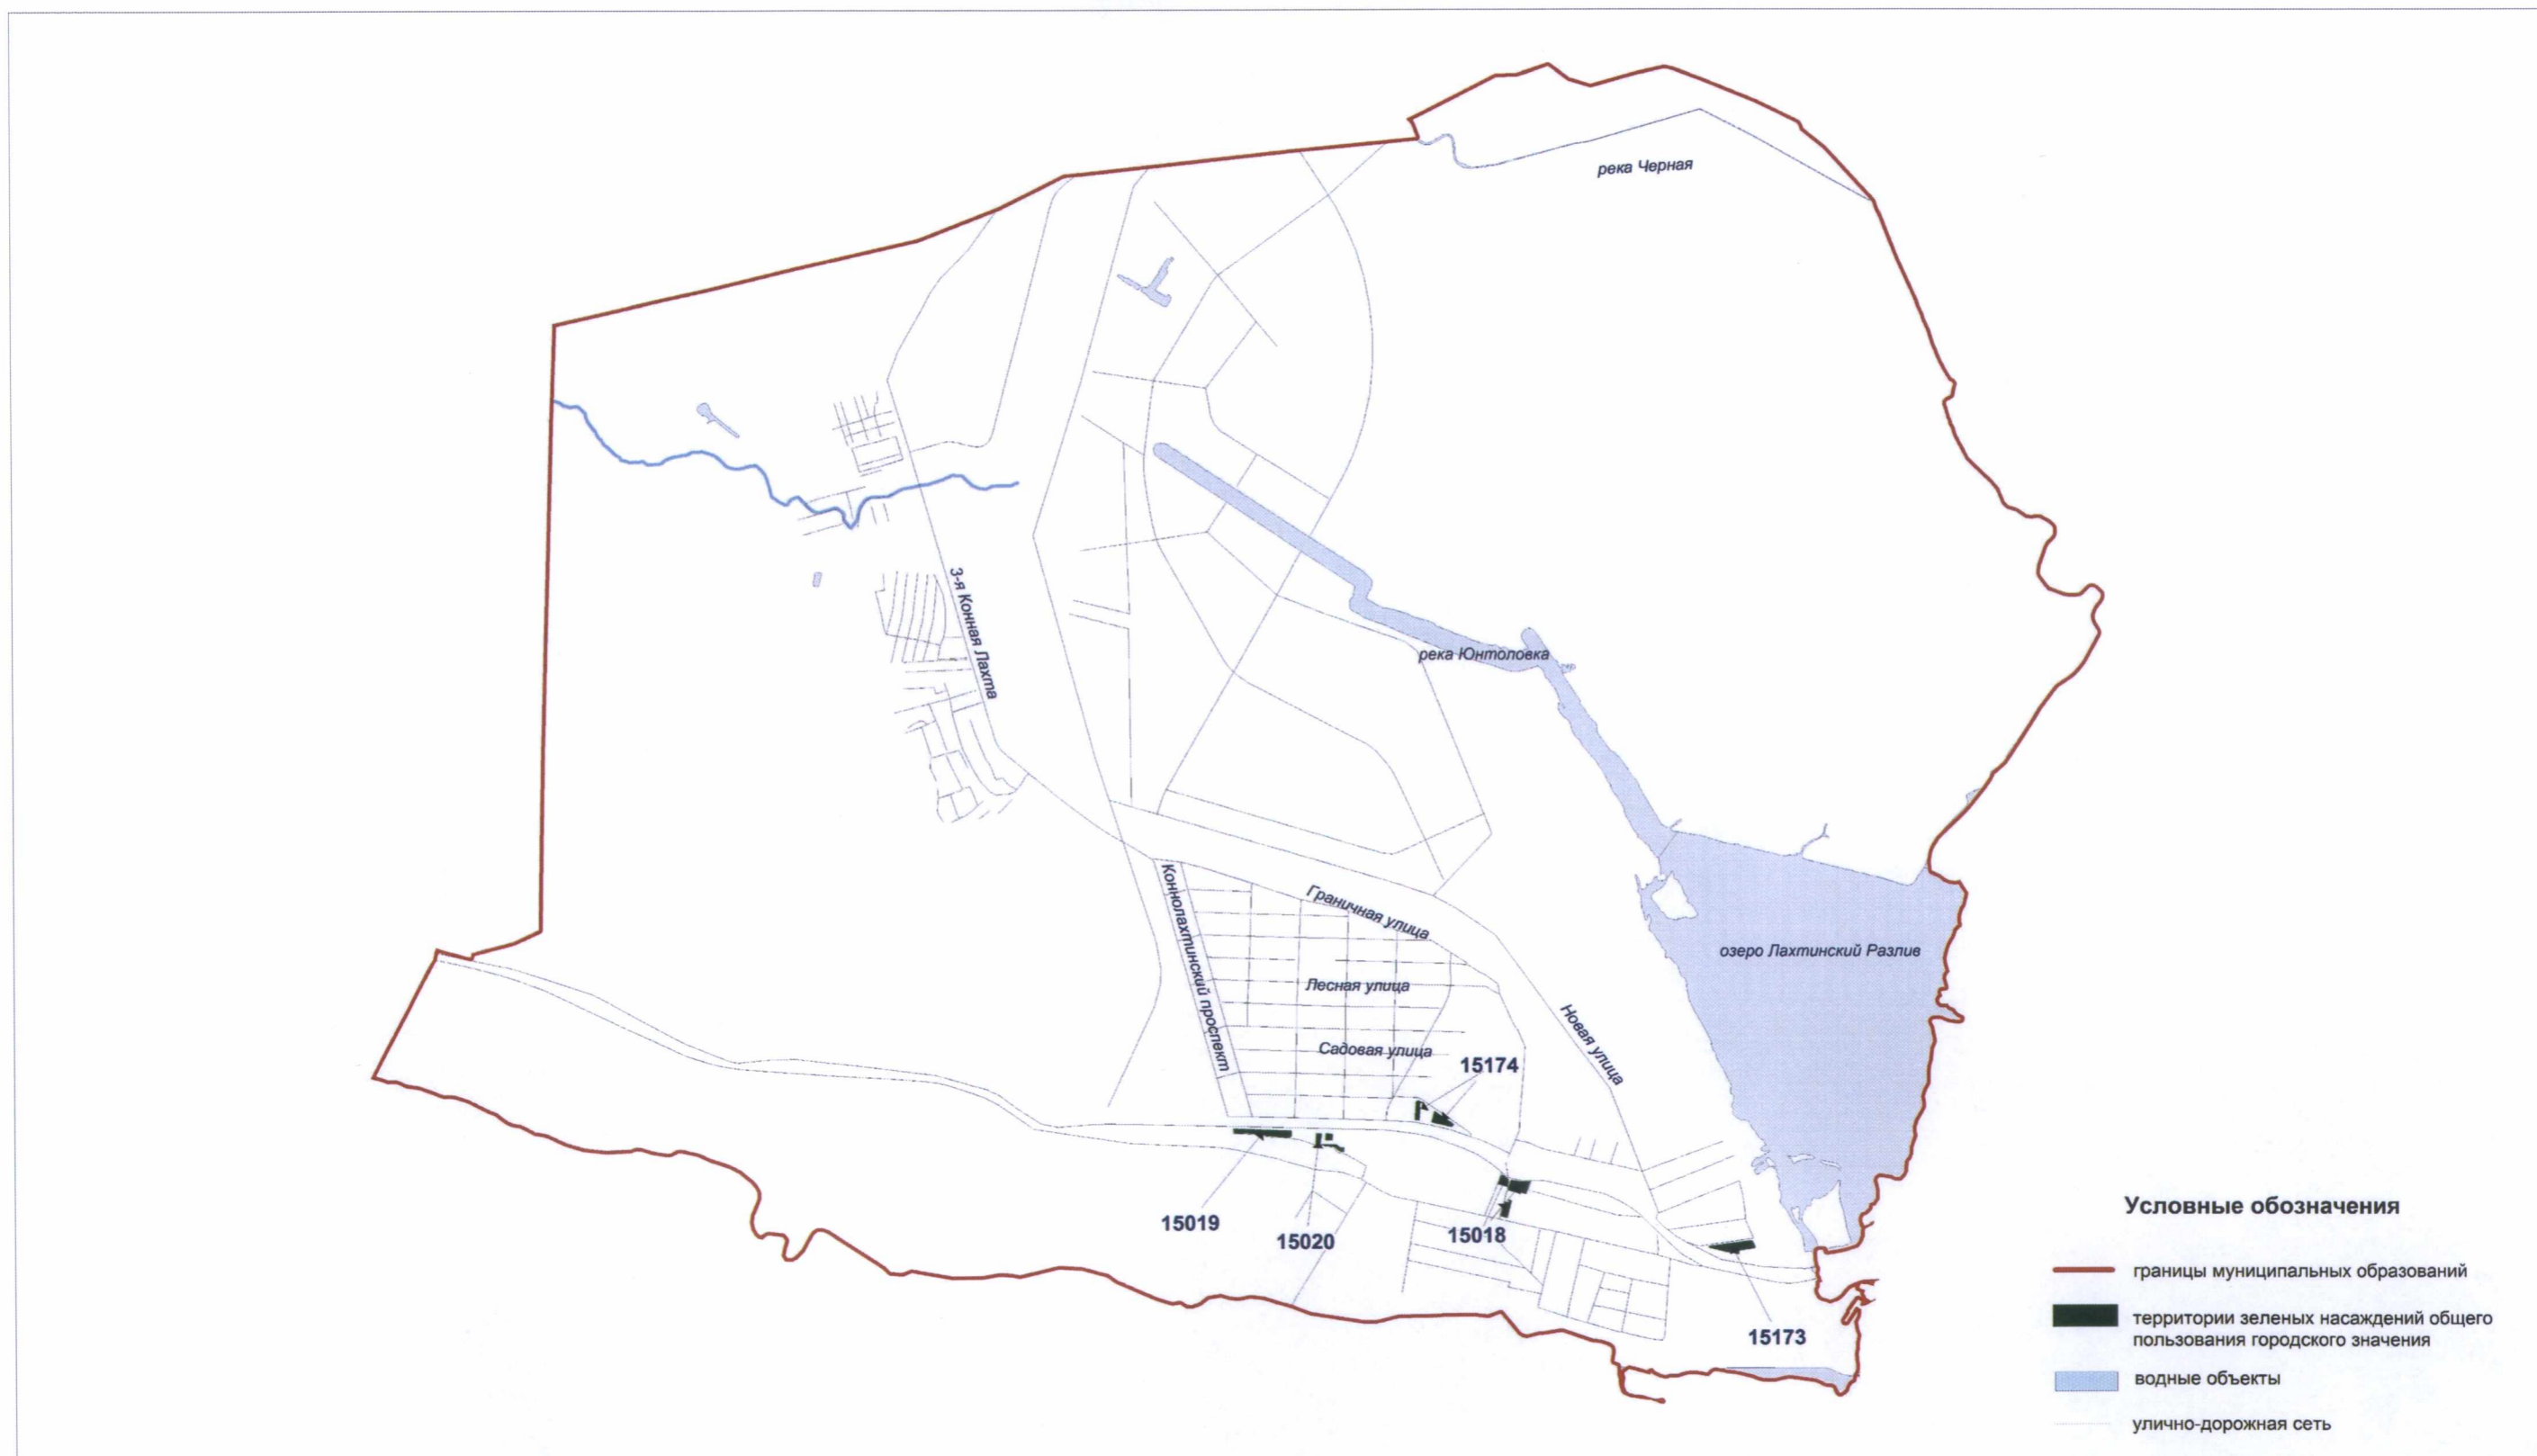 река Черная
3-я Конная Лахта
река Юнтоловка
Коннолахтинский проспект
Граничная улица
озеро Лахтинский Разлив
Лесная улица
Новая улица
Садовая улица
15174
15019
15020
15018
15173
Условные обозначения
границы муниципальных образований
территории зеленых насаждений общего
пользования городского значения
водные объекты
улично-дорожная сеть